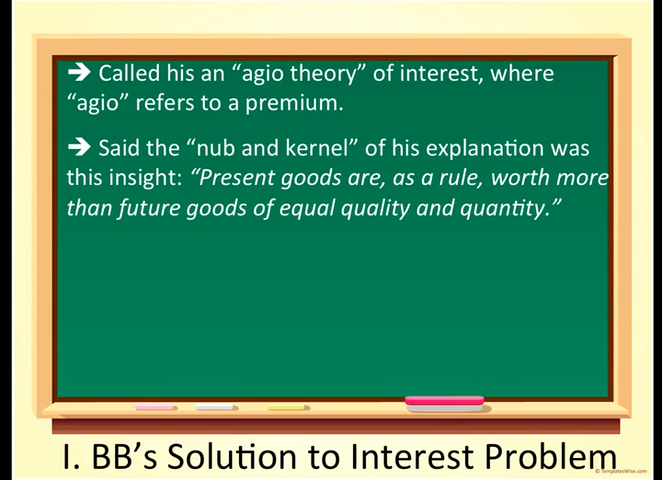 ➔ Called his an “agio theory” of interest, where
“agio” refers to a premium.
➔ Said the “nub and kernel” of his explanation was
this insight: “Present goods are, as a rule, worth more
than future goods of equal quality and quantity.”
I. BB’s Solution to Interest Problem
© TemplatesWise.com